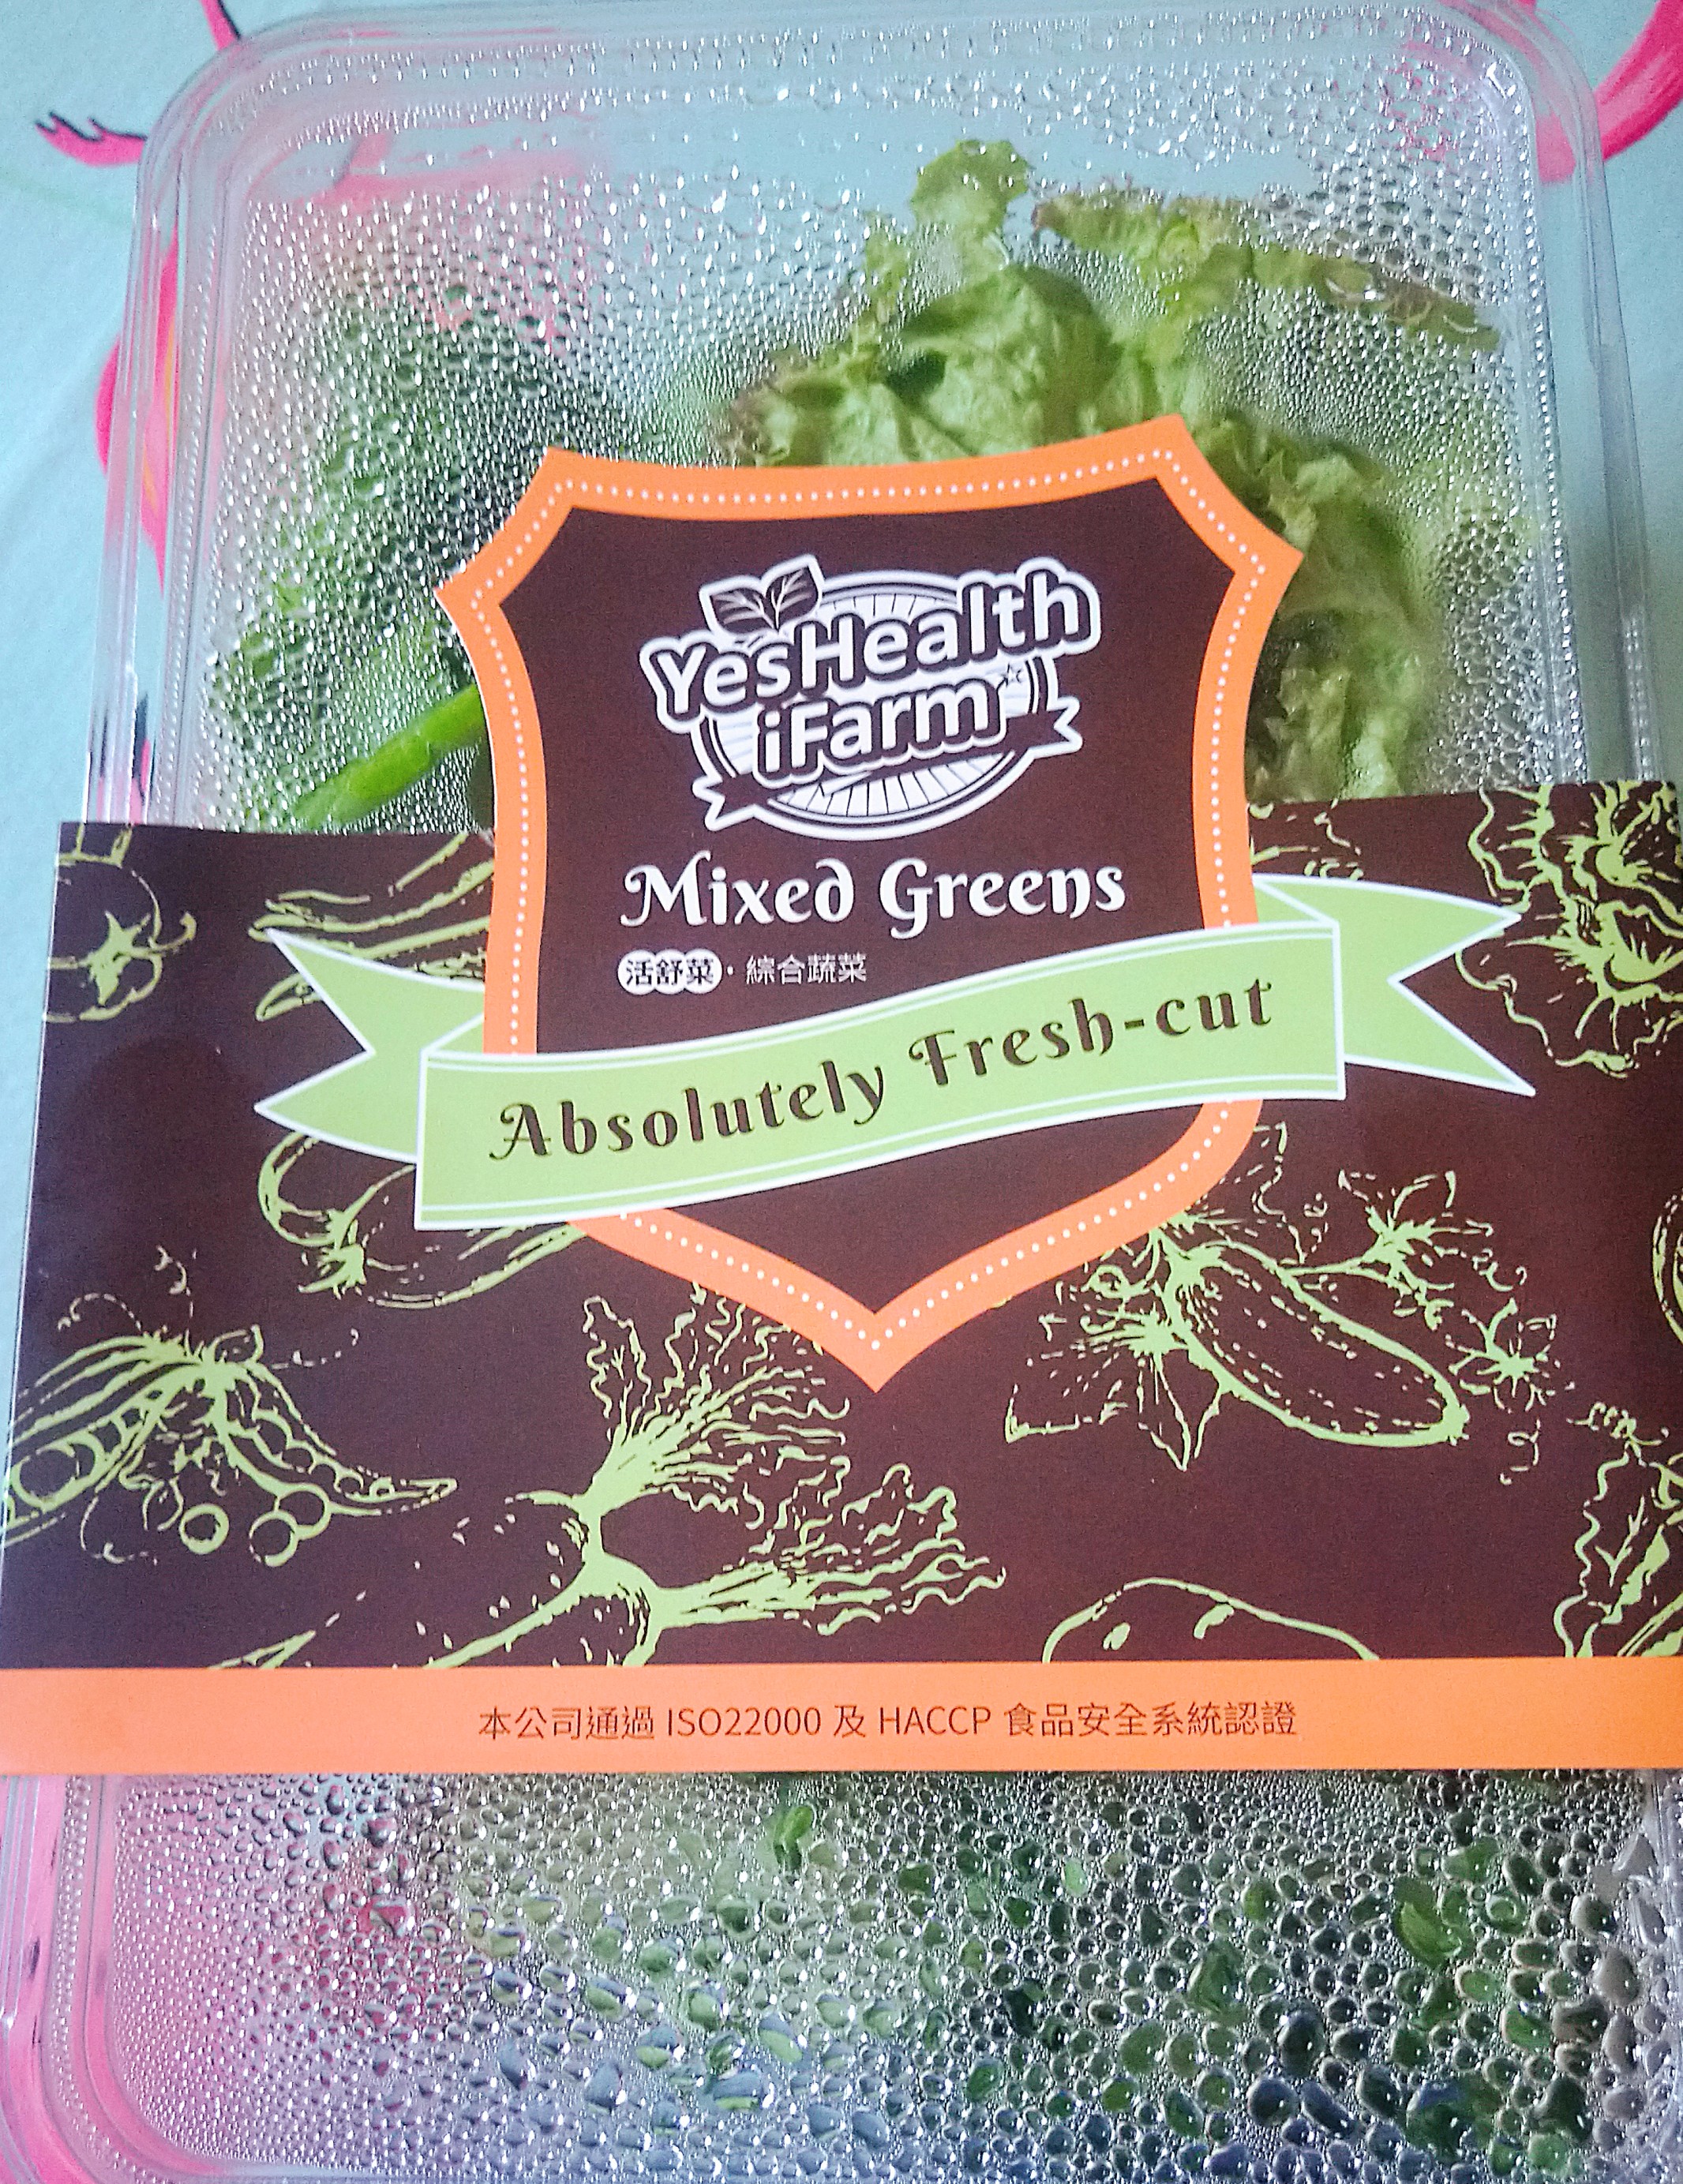 YesHealth
iFarm
Mixed Greens
活舒菜·綜合蔬菜
Absolutely Fresh-cut
本公司通過 ISO22000 及 HACCP 食品安全系統認證